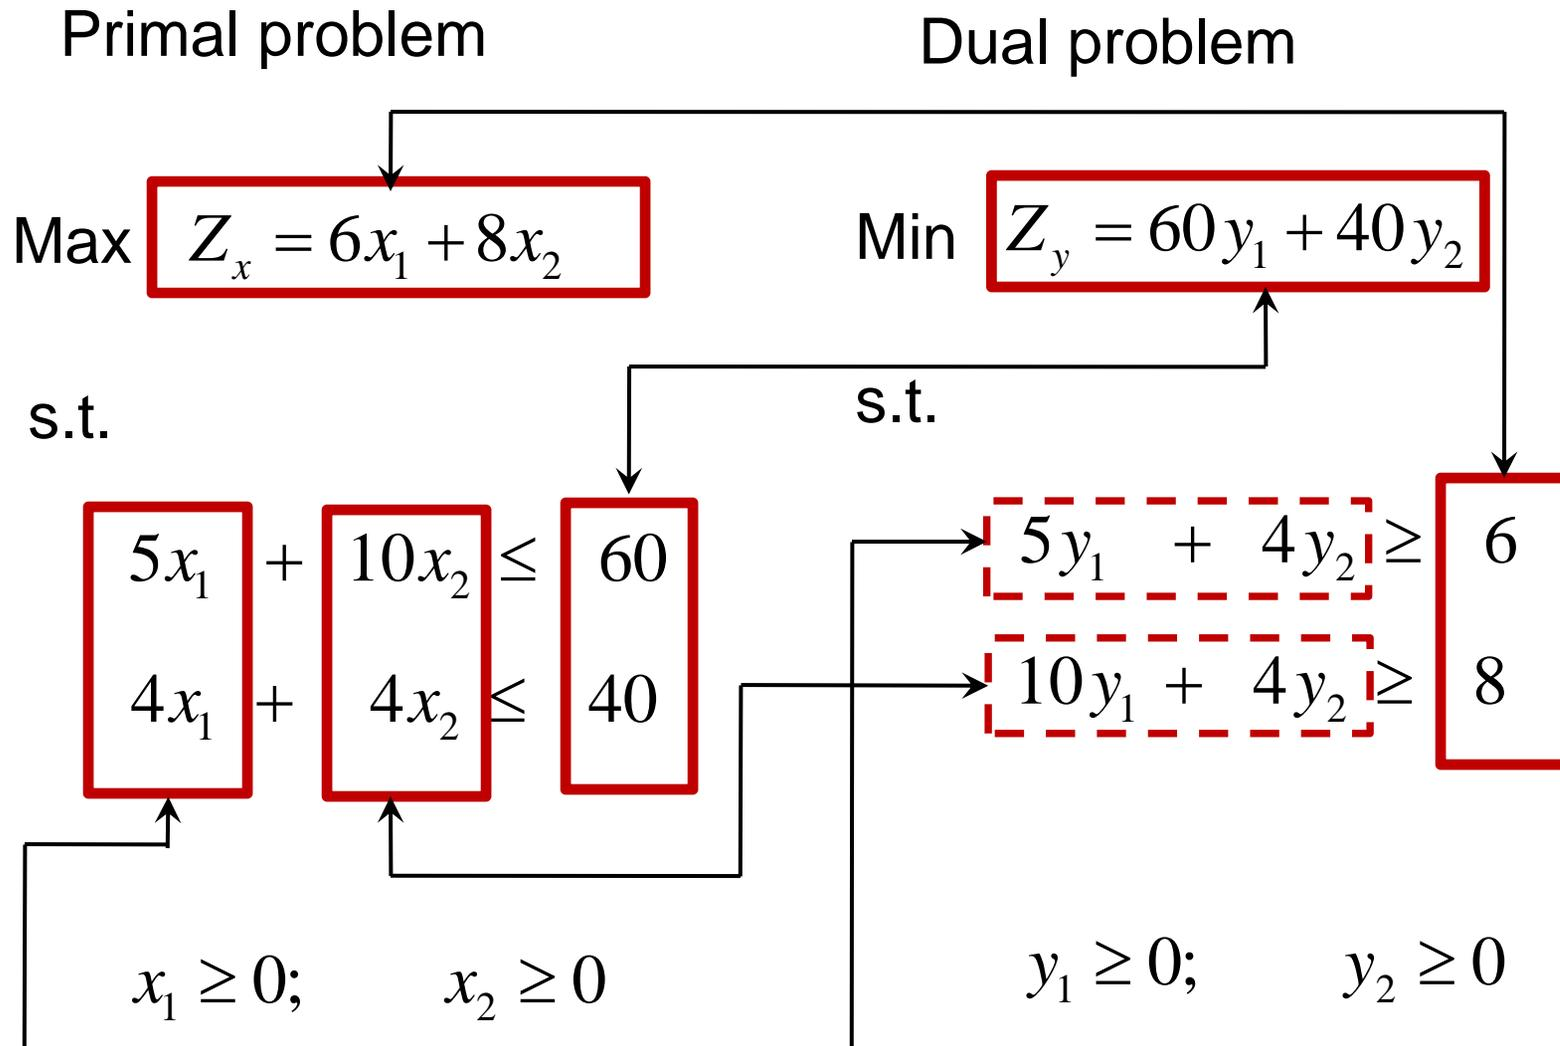 Primal problem
Dual problem
Max Z_x = 6x_1 + 8x_2
Min Z_y = 60y_1 + 40y_2
s.t.
s.t.
5x_1 + 10x_2 ≤ 60
5y_1 + 4y_2 ≥ 6
4x_1 + 4x_2 ≤ 40
10y_1 + 4y_2 ≥ 8
x_1 ≥ 0; x_2 ≥ 0
y_1 ≥ 0; y_2 ≥ 0